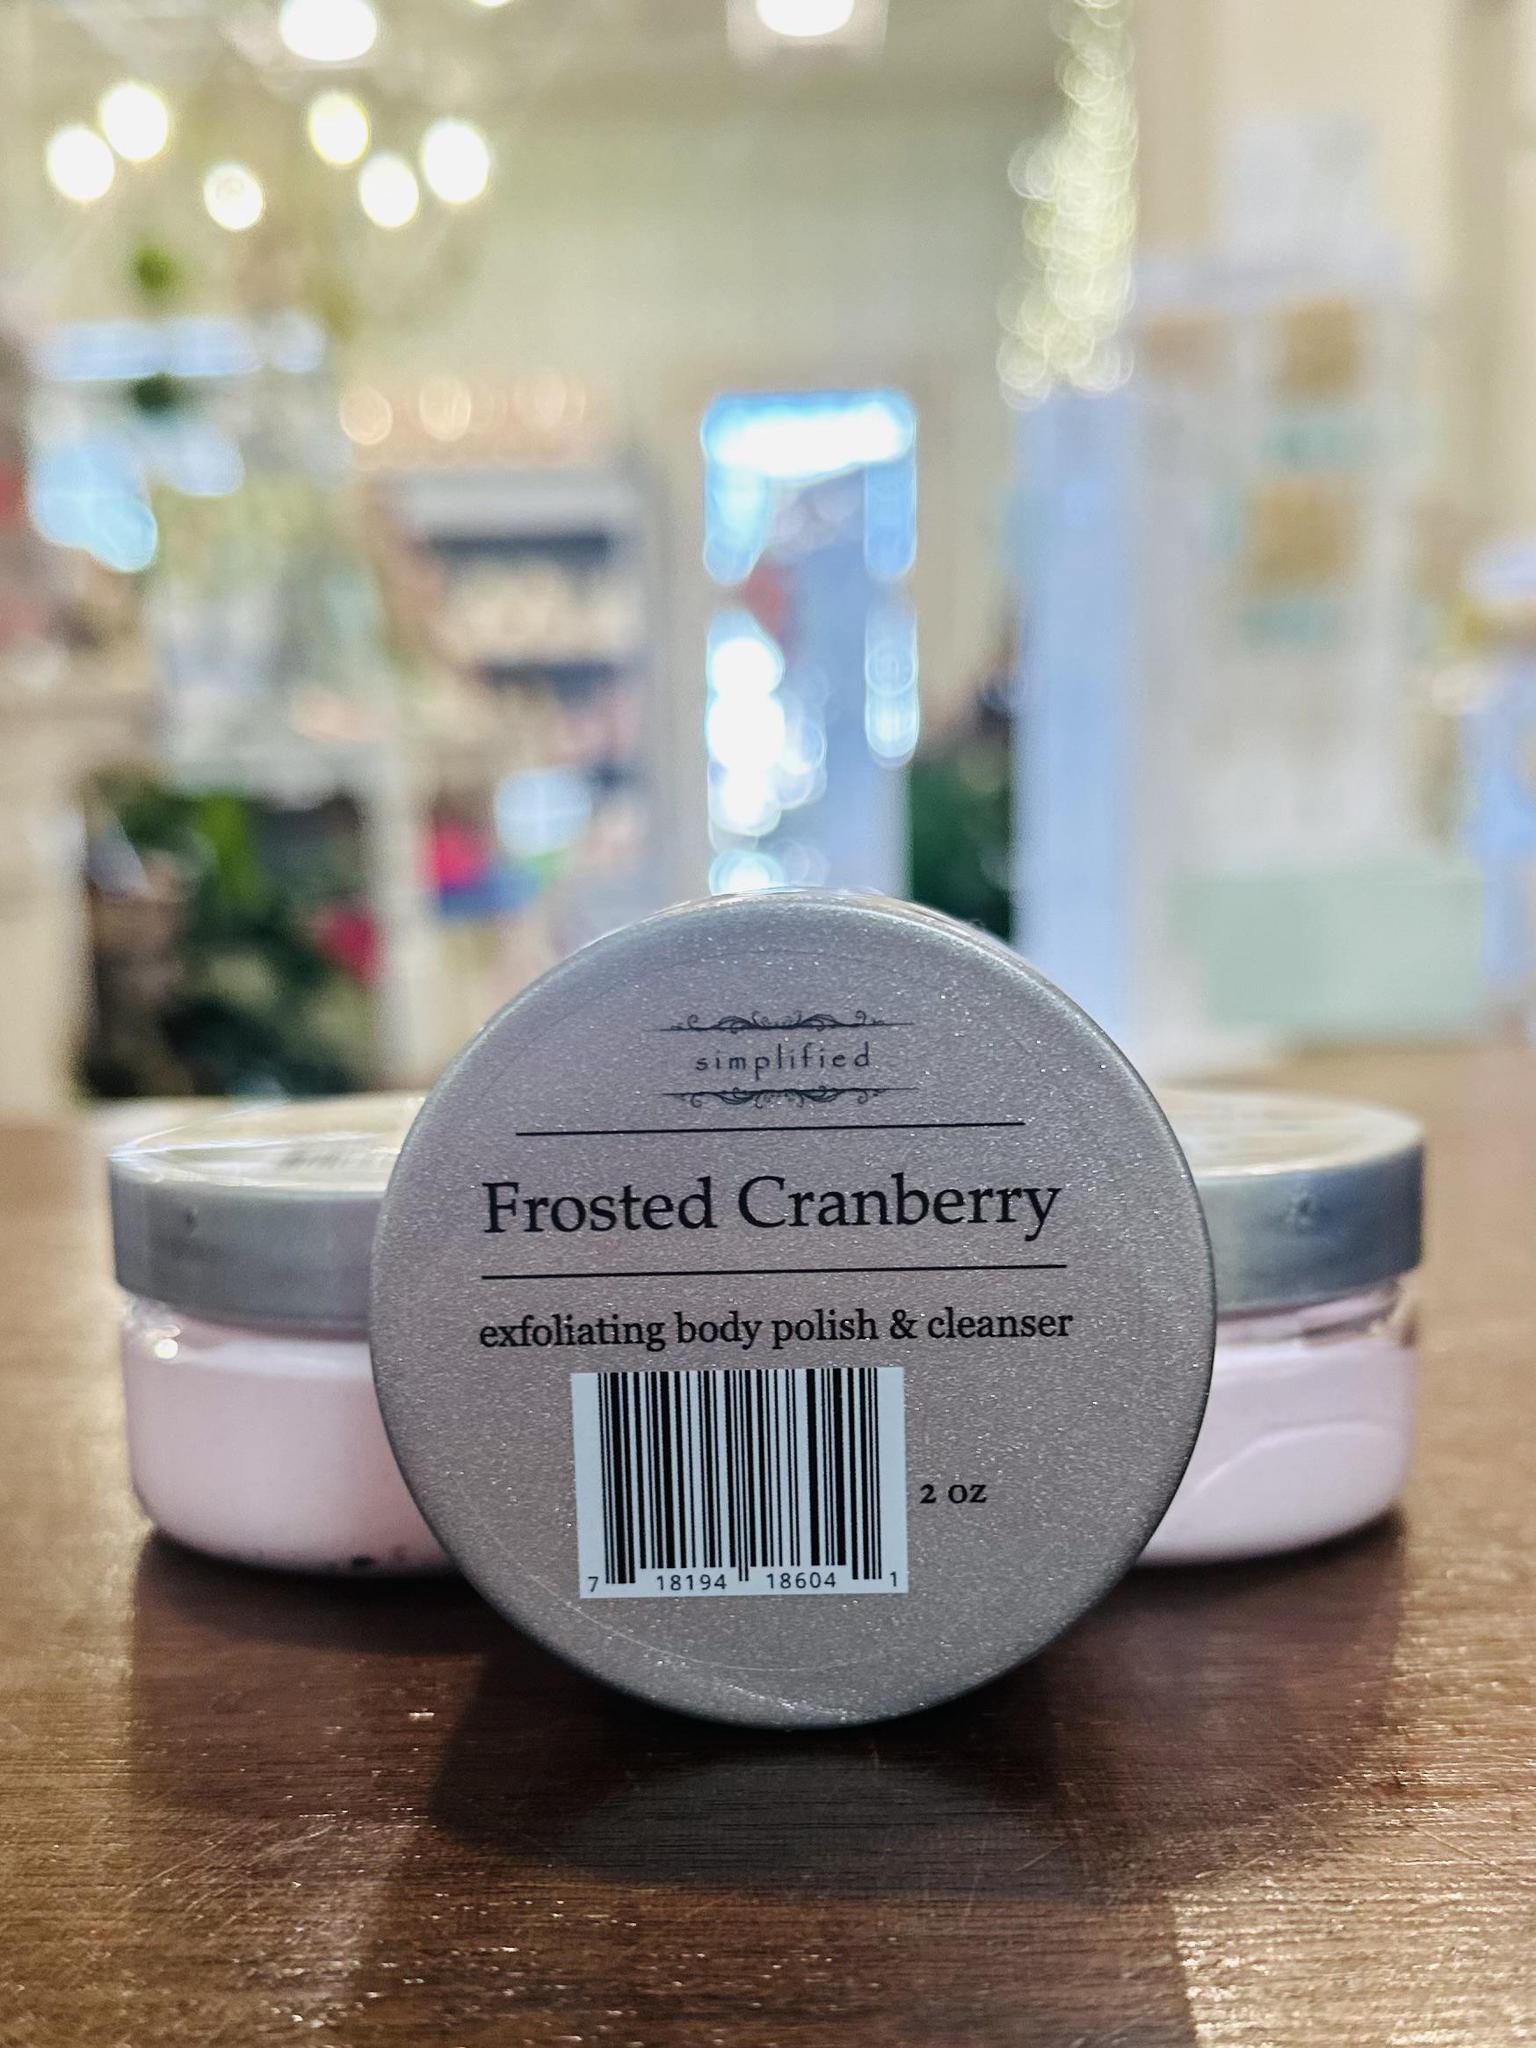 simplified
Frosted Cranberry
exfoliating body polish & cleanser
2 oz
7 18194 18604 1